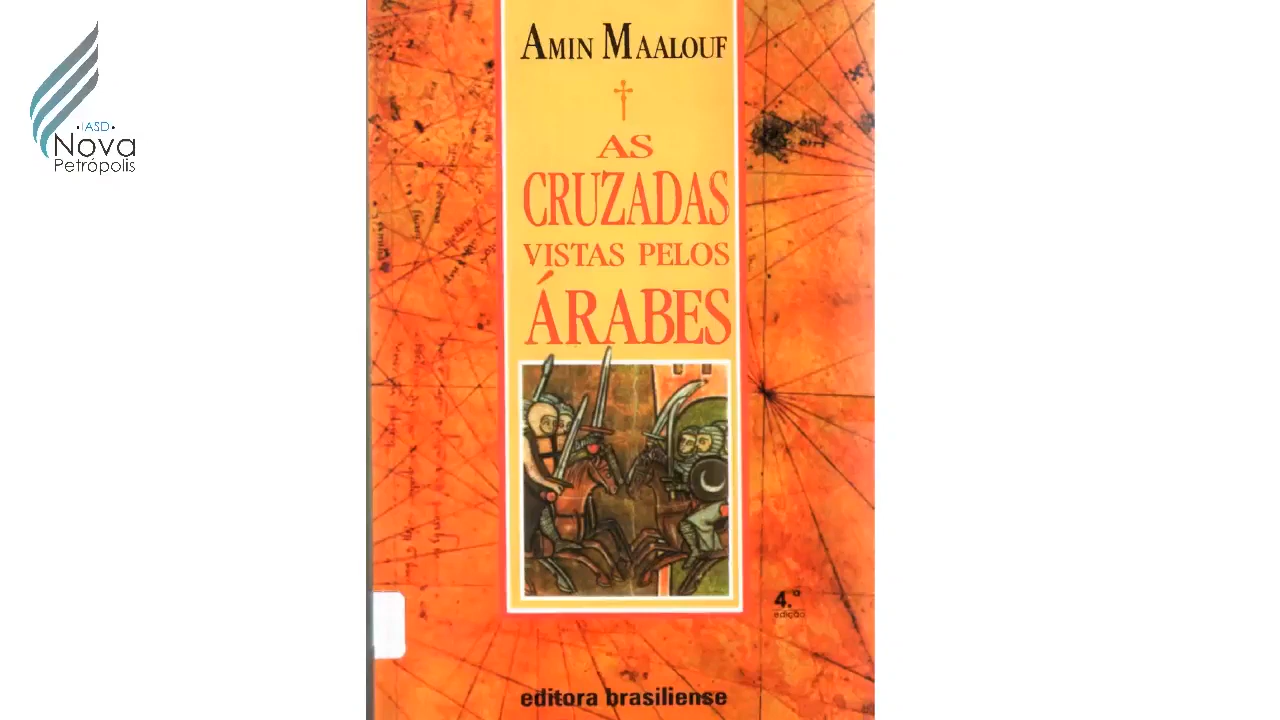 •IASD•
Nova
Petrópolis
AMIN MAALOUF
AS
CRUZADAS
VISTAS PELOS
ÁRABES
4.ª
edição
editora brasiliense